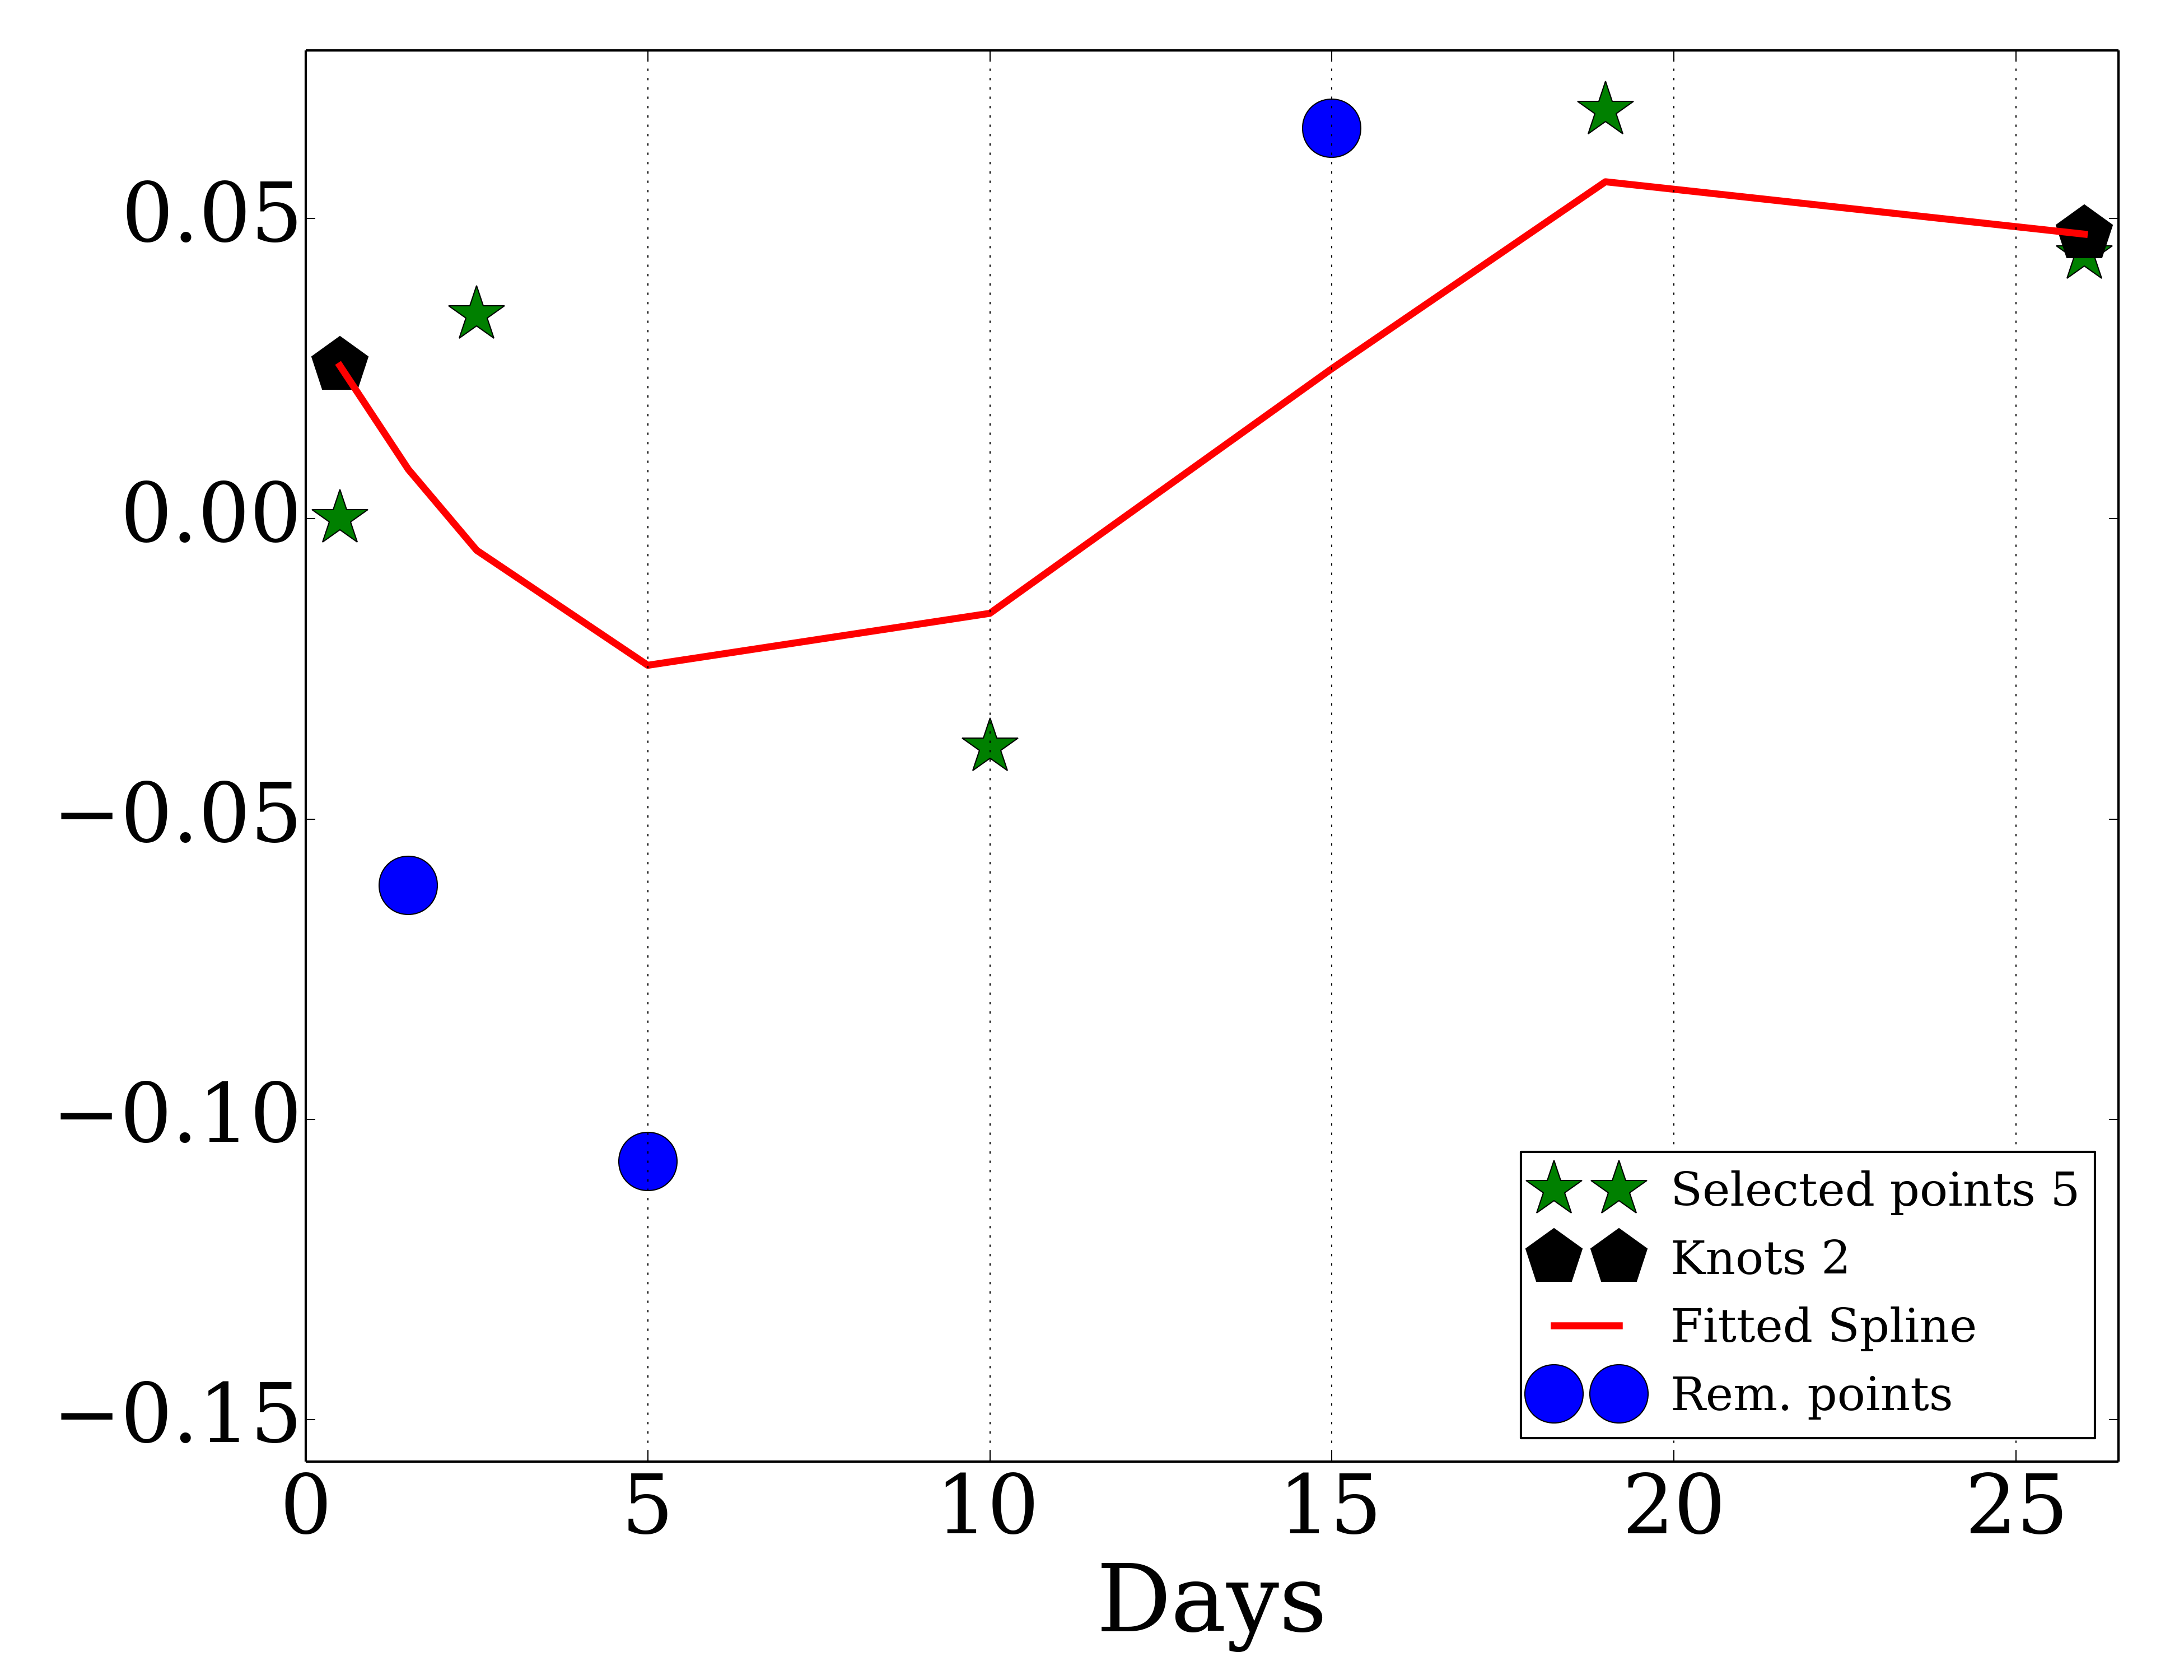 0.05
0.00
−0.05
−0.10
−0.15
0 5 10 15 20 25
Days
Selected points 5
Knots 2
Fitted Spline
Rem. points